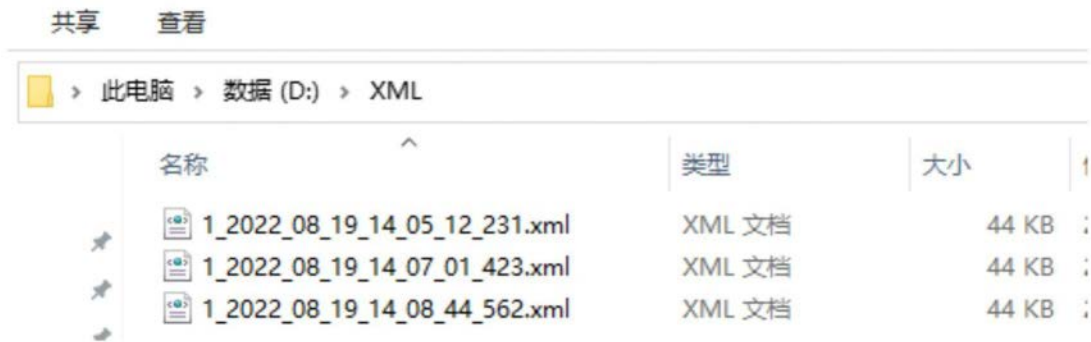 共享 查看
此电脑 › 数据 (D:) › XML
名称 类型 大小
1_2022_08_19_14_05_12_231.xml XML 文档 44 KB
1_2022_08_19_14_07_01_423.xml XML 文档 44 KB
1_2022_08_19_14_08_44_562.xml XML 文档 44 KB